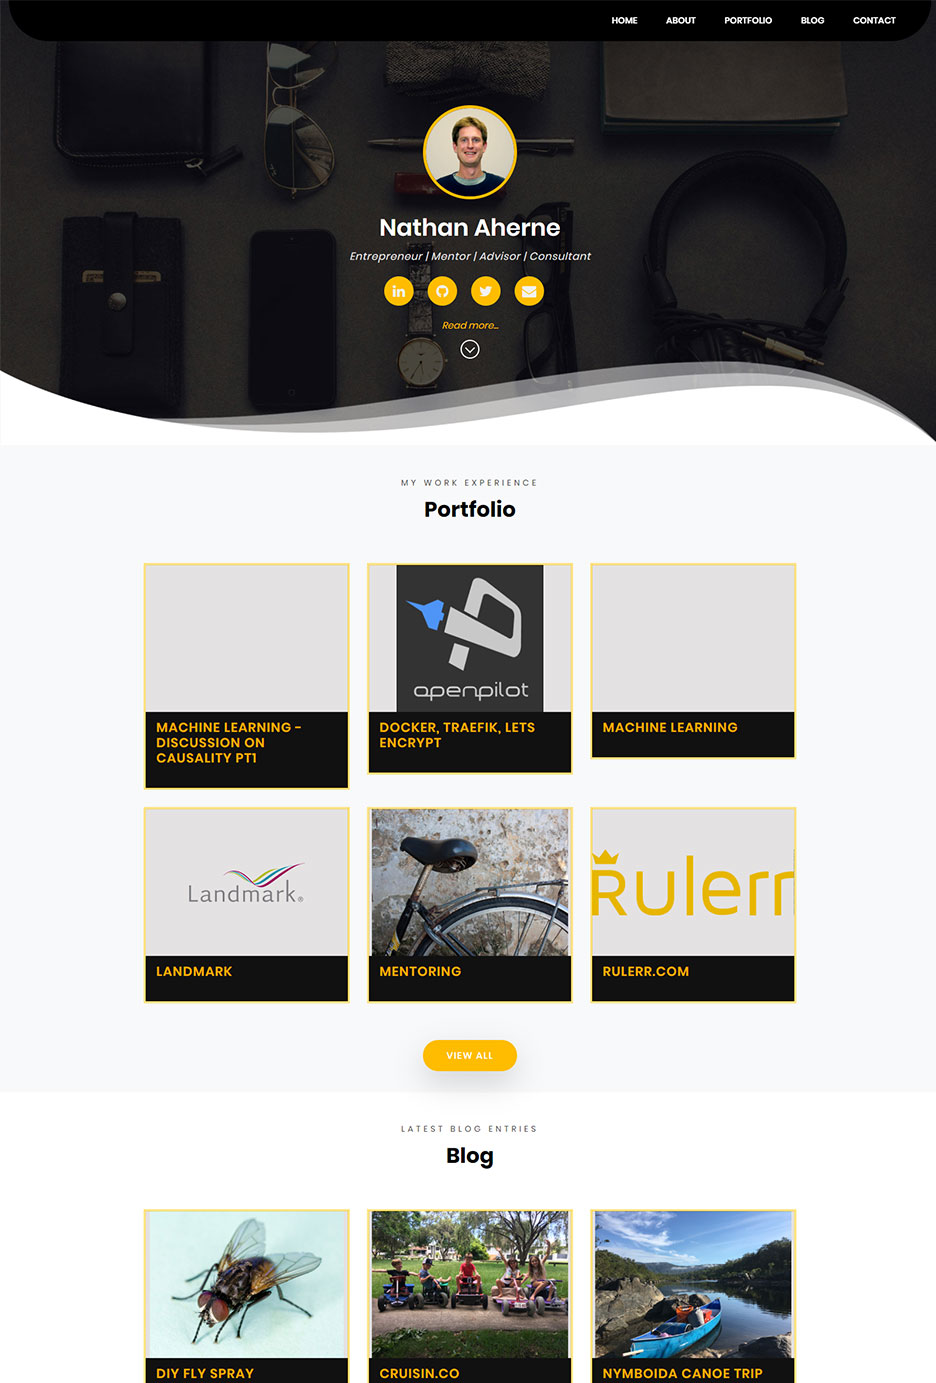 HOME ABOUT PORTFOLIO BLOG CONTACT
Nathan Aherne
Entrepreneur | Mentor | Advisor | Consultant
Read more...
MY WORK EXPERIENCE
Portfolio
openpilot
MACHINE LEARNING -
DISCUSSION ON
CAUSALITY PT1
DOCKER, TRAEFIK, LETS
ENCRYPT
MACHINE LEARNING
Landmark®
Rulerr
LANDMARK
MENTORING
RULERR.COM
VIEW ALL
LATEST BLOG ENTRIES
Blog
DIY FLY SPRAY
CRUISIN.CO
NYMBOIDA CANOE TRIP